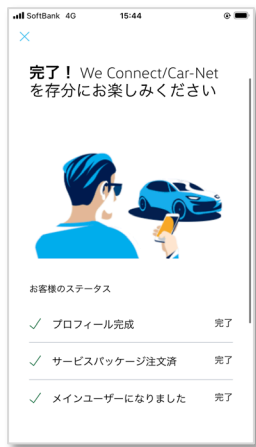 SoftBank 4G 15:44
完了！ We Connect/Car-Net
を存分にお楽しみください
お客様のステータス
プロフィール完成 完了
サービスパッケージ注文済 完了
メインユーザーになりました 完了